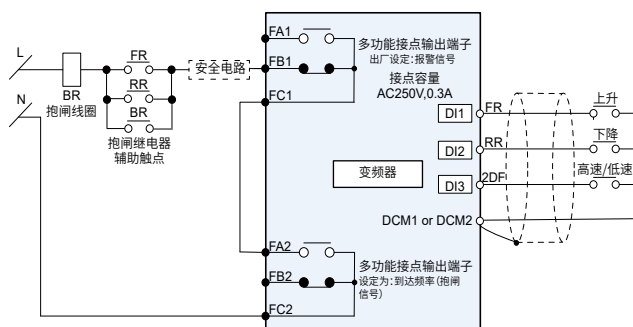 FA1
多功能接点输出端子
出厂设定:报警信号
接点容量
AC250V,0.3A
L
FR
安全电路
FB1
BR
抱闸线圈
RR
FC1
N
BR
抱闸继电器
辅助触点
DI1
FR
上升
DI2
RR
下降
变频器
DI3
2DF
高速/低速
DCM1 or DCM2
FA2
多功能接点输出端子
设定为:到达频率(抱闸
信号)
FB2
FC2